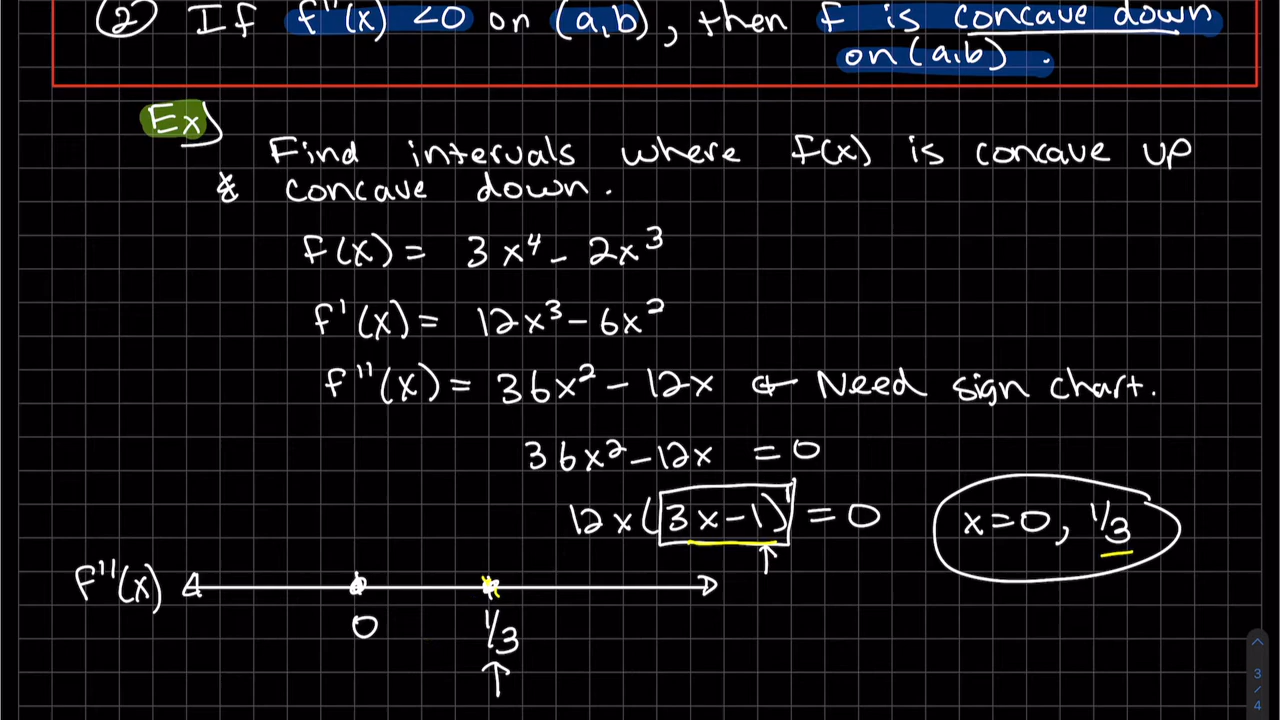 ② If f''(x) <0 on (a,b), then f is concave down
on (a,b).
Ex)
Find intervals where f(x) is concave up
& concave down.
f(x) = 3x⁴ - 2x³
f'(x) = 12x³ - 6x²
f''(x) = 36x² - 12x ← Need sign chart.
36x² - 12x = 0
12x(3x-1)¹ = 0 x=0, 1/3
f''(x)
0 1/3
3
/
4